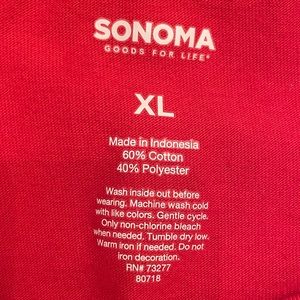 SONOMA
GOODS FOR LIFE®
XL
Made in Indonesia
60% Cotton
40% Polyester
Wash inside out before
wearing. Machine wash cold
with like colors. Gentle cycle.
Only non-chlorine bleach
when needed. Tumble dry low.
Warm iron if needed. Do not
iron decoration.
RN# 73277
80718